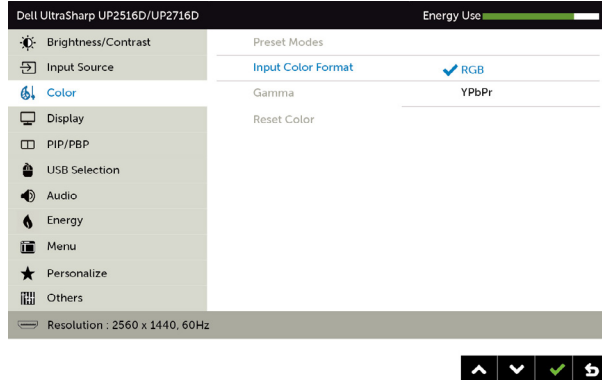 Dell UltraSharp UP2516D/UP2716D Energy Use
Brightness/Contrast Preset Modes
Input Source Input Color Format RGB
Color Gamma YPbPr
Display Reset Color
PIP/PBP
USB Selection
Audio
Energy
Menu
Personalize
Others
Resolution : 2560 x 1440, 60Hz